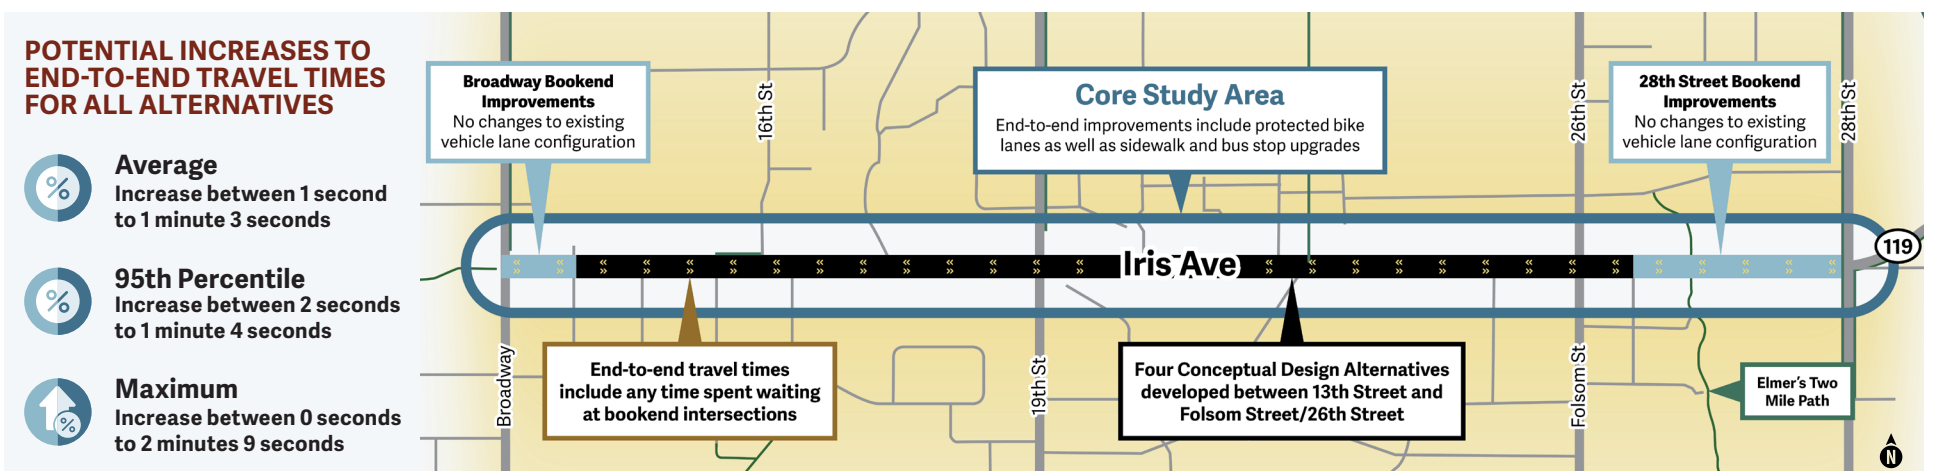 POTENTIAL INCREASES TO
END-TO-END TRAVEL TIMES
FOR ALL ALTERNATIVES
%
Average
Increase between 1 second
to 1 minute 3 seconds
%
95th Percentile
Increase between 2 seconds
to 1 minute 4 seconds
%
Maximum
Increase between 0 seconds
to 2 minutes 9 seconds
Broadway Bookend
Improvements
No changes to existing
vehicle lane configuration
16th St
Core Study Area
End-to-end improvements include protected bike
lanes as well as sidewalk and bus stop upgrades
26th St
28th Street Bookend
Improvements
No changes to existing
vehicle lane configuration
28th St
119
Iris Ave
Broadway
End-to-end travel times
include any time spent waiting
at bookend intersections
19th St
Four Conceptual Design Alternatives
developed between 13th Street and
Folsom Street/26th Street
Folsom St
Elmer's Two
Mile Path
N